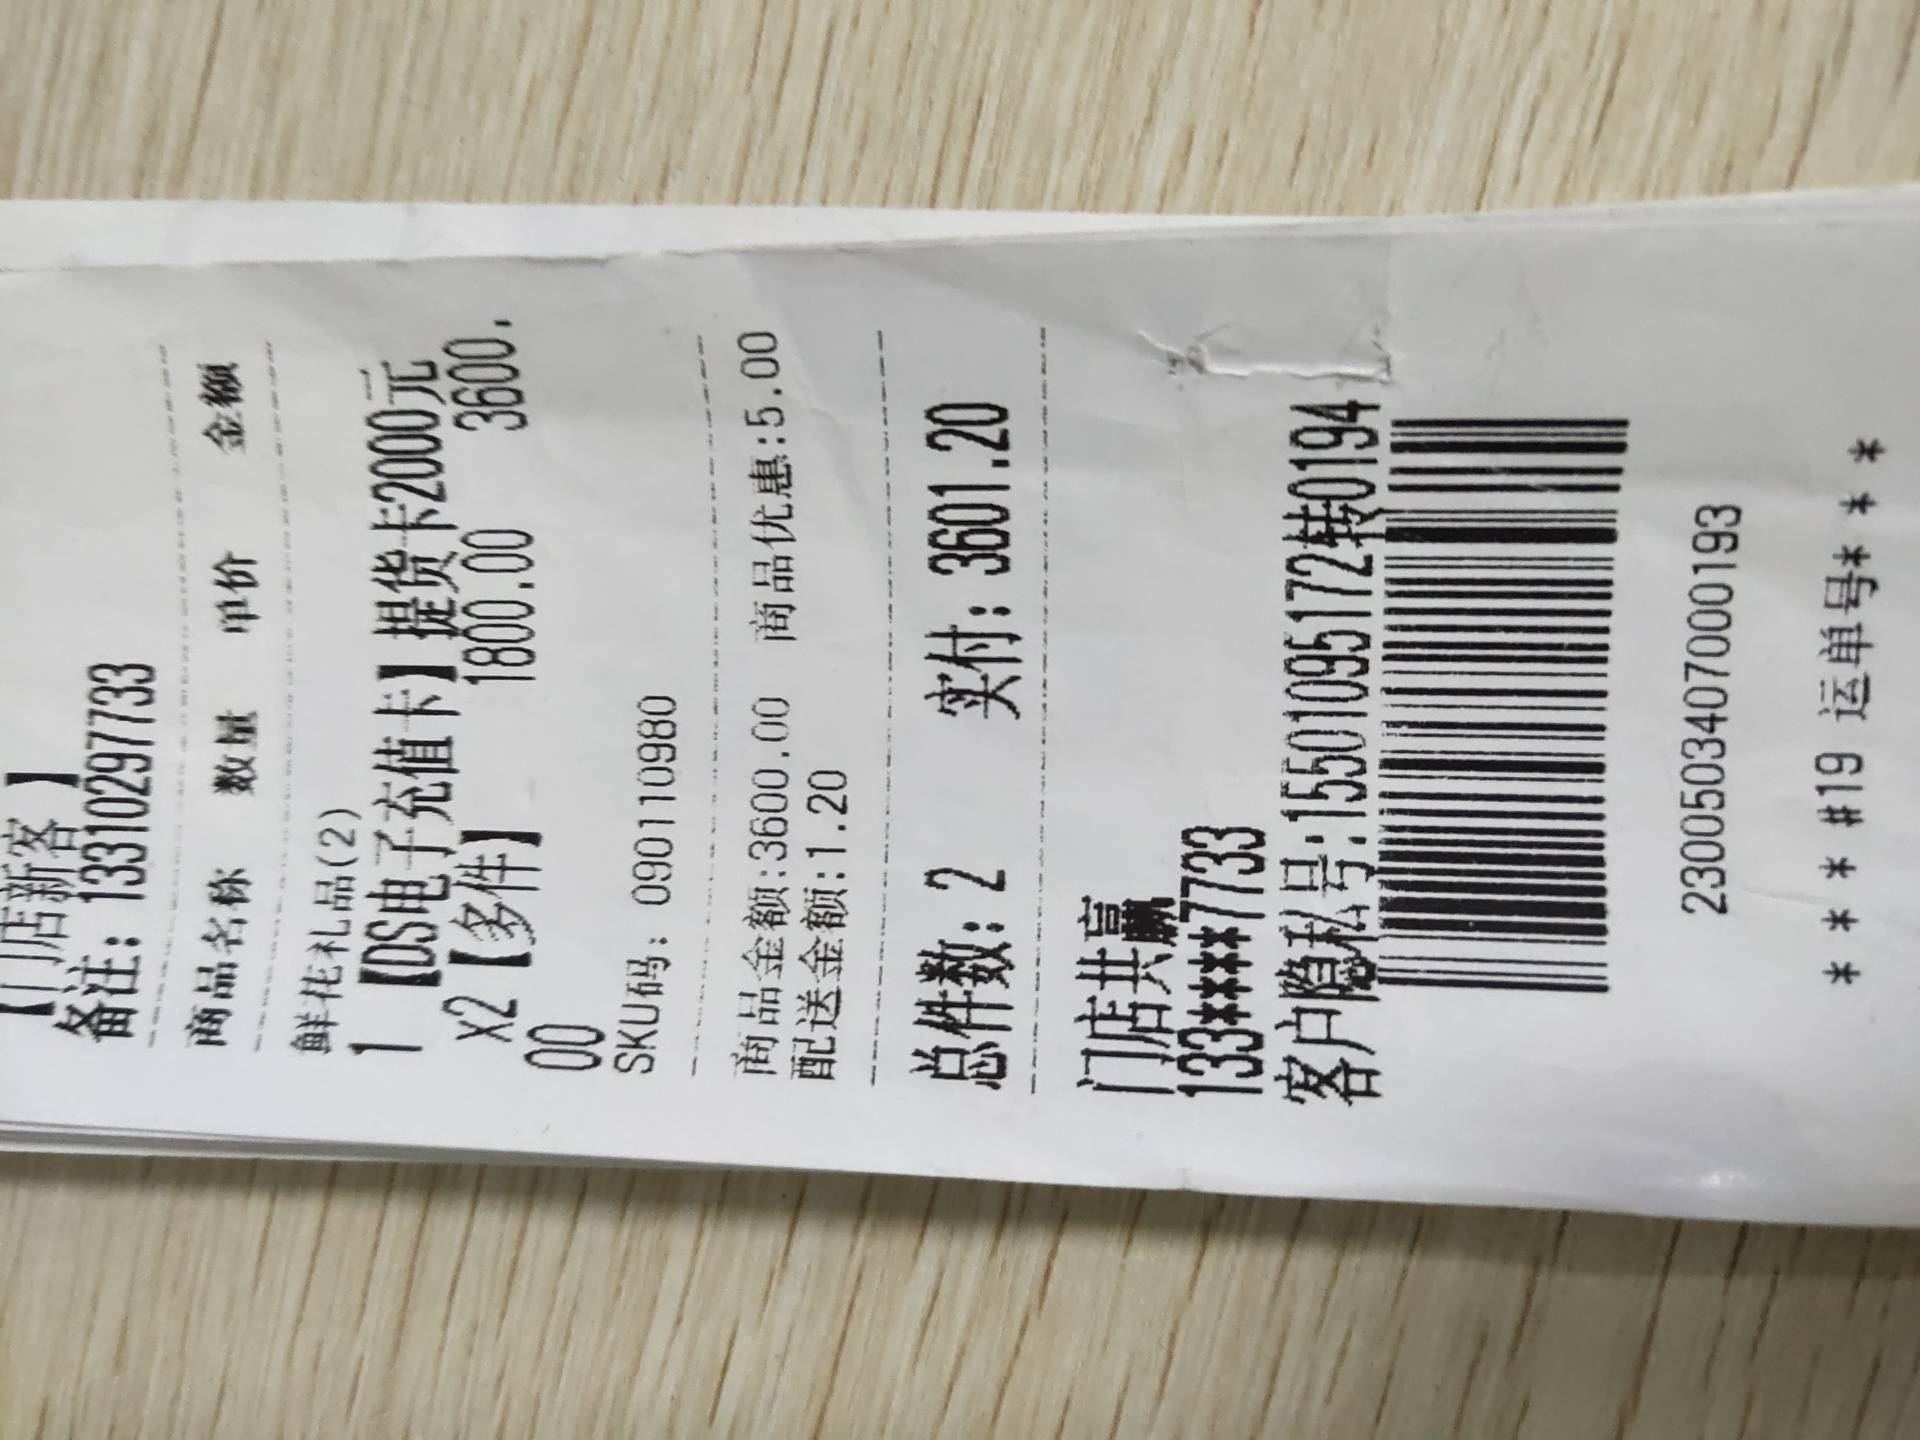 【门店新客 】
备注: 13310297733
商品名称 数量 单价 金额
鲜花礼品(2)
1 【DS电子充值卡】提货卡2000元
x2【多件】 1800.00 3600.
00
SKU码: 090110980
商品金额:3600.00 商品优惠:5.00
配送金额:1.20
总件数: 2 实付: 3601.20
门店共赢
133****7733
客户隐私号:15501095172转0194
2300503407000193
* * * #19 运单号* * *